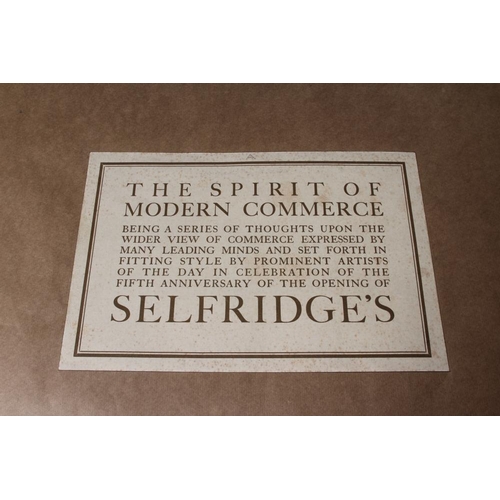 THE SPIRIT OF
MODERN COMMERCE
BEING A SERIES OF THOUGHTS UPON THE
WIDER VIEW OF COMMERCE EXPRESSED BY
MANY LEADING MINDS AND SET FORTH IN
FITTING STYLE BY PROMINENT ARTISTS
OF THE DAY IN CELEBRATION OF THE
FIFTH ANNIVERSARY OF THE OPENING OF
SELFRIDGE'S